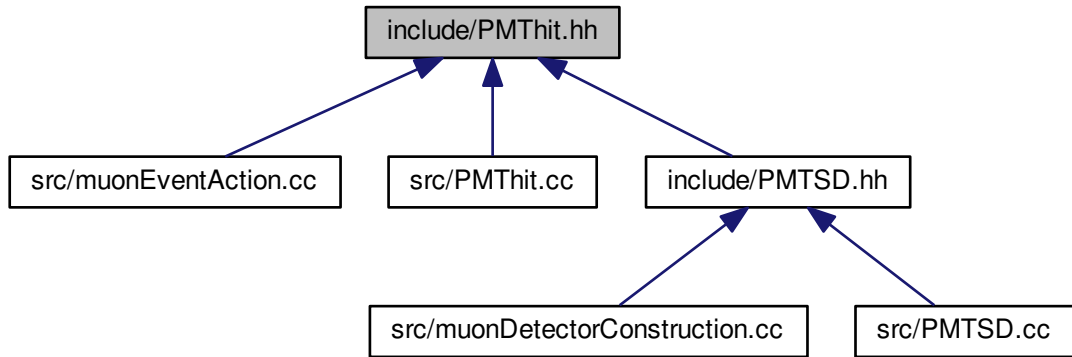 include/PMThit.hh
src/muonEventAction.cc
src/PMThit.cc
include/PMTSD.hh
src/muonDetectorConstruction.cc
src/PMTSD.cc